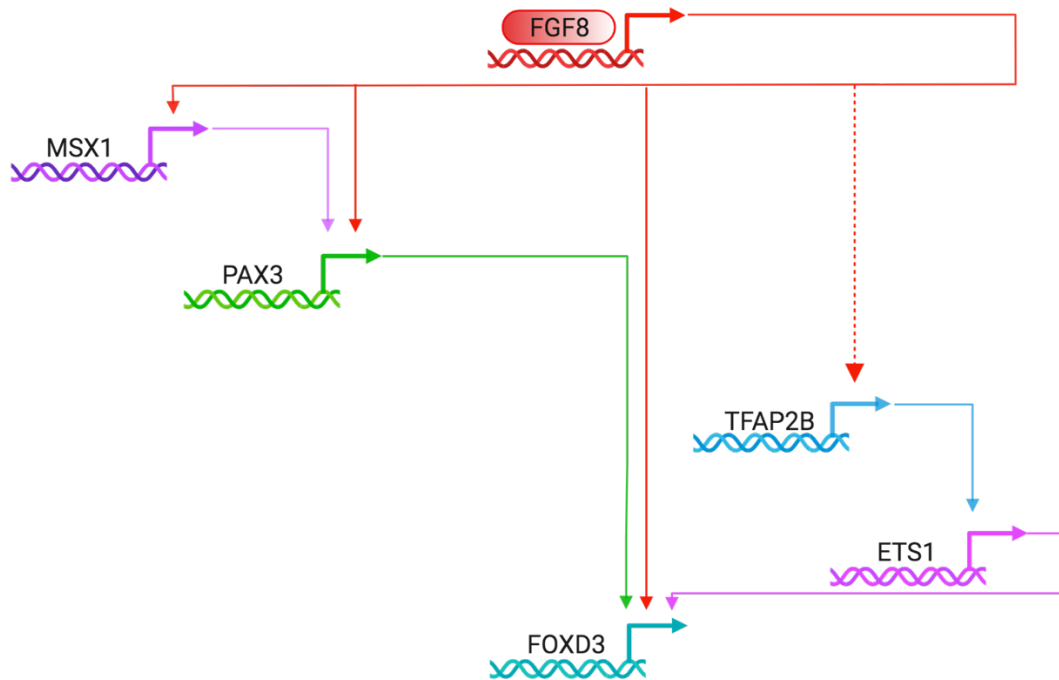 FGF8
MSX1
PAX3
TFAP2B
ETS1
FOXD3